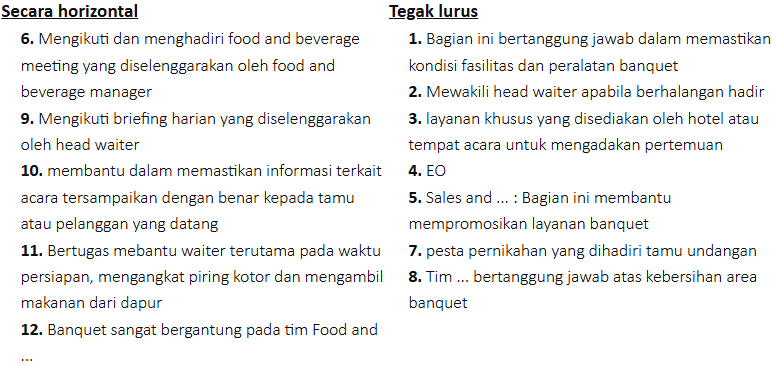 Secara horizontal
6. Mengikuti dan menghadiri food and beverage
meeting yang diselenggarakan oleh food and
beverage manager
9. Mengikuti briefing harian yang diselenggarakan
oleh head waiter
10. membantu dalam memastikan informasi terkait
acara tersampaikan dengan benar kepada tamu
atau pelanggan yang datang
11. Bertugas mebantu waiter terutama pada waktu
persiapan, mengangkat piring kotor dan mengambil
makanan dari dapur
12. Banquet sangat bergantung pada tim Food and
...
Tegak lurus
1. Bagian ini bertanggung jawab dalam memastikan
kondisi fasilitas dan peralatan banquet
2. Mewakili head waiter apabila berhalangan hadir
3. layanan khusus yang disediakan oleh hotel atau
tempat acara untuk mengadakan pertemuan
4. EO
5. Sales and ... : Bagian ini membantu
mempromosikan layanan banquet
7. pesta pernikahan yang dihadiri tamu undangan
8. Tim ... bertanggung jawab atas kebersihan area
banquet